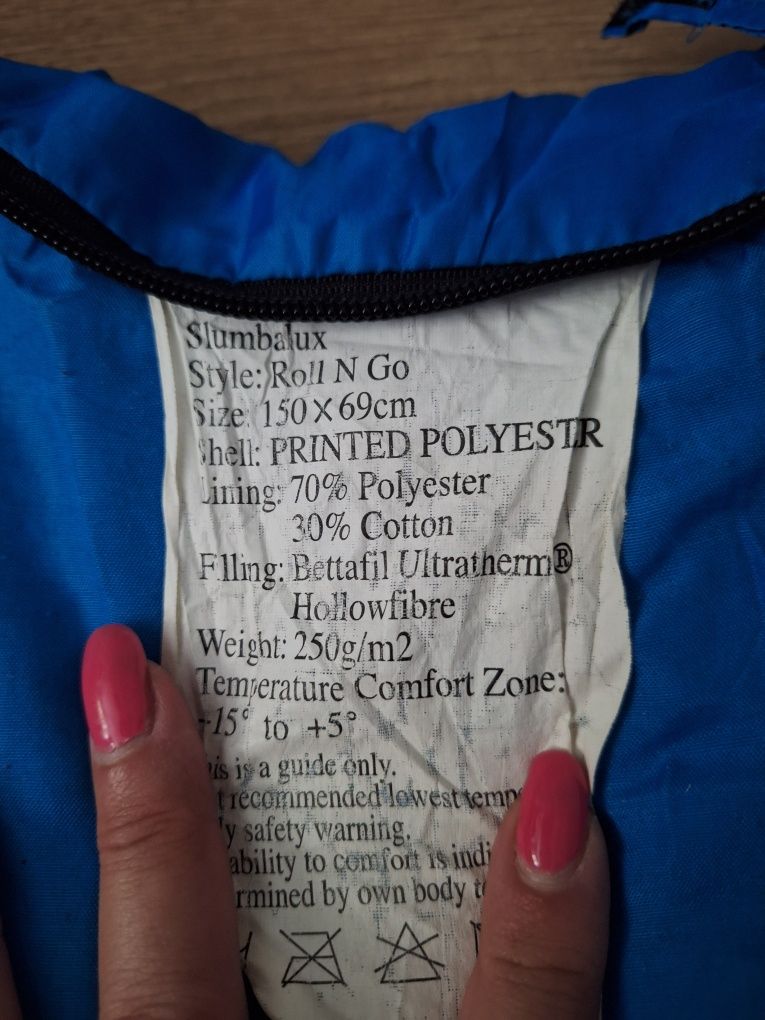 Slumbalux
Style: Roll N Go
Size: 150 X 69cm
Shell: PRINTED POLYESTR
Lining: 70% Polyester
30% Cotton
Filling: Bettafil Ultratherm®
Hollowfibre
Weight: 250g/m2
Temperature Comfort Zone:
+15° to +5°
is a guide only.
recommended lowest temp
safety warning.
ability to comfort is
by own body